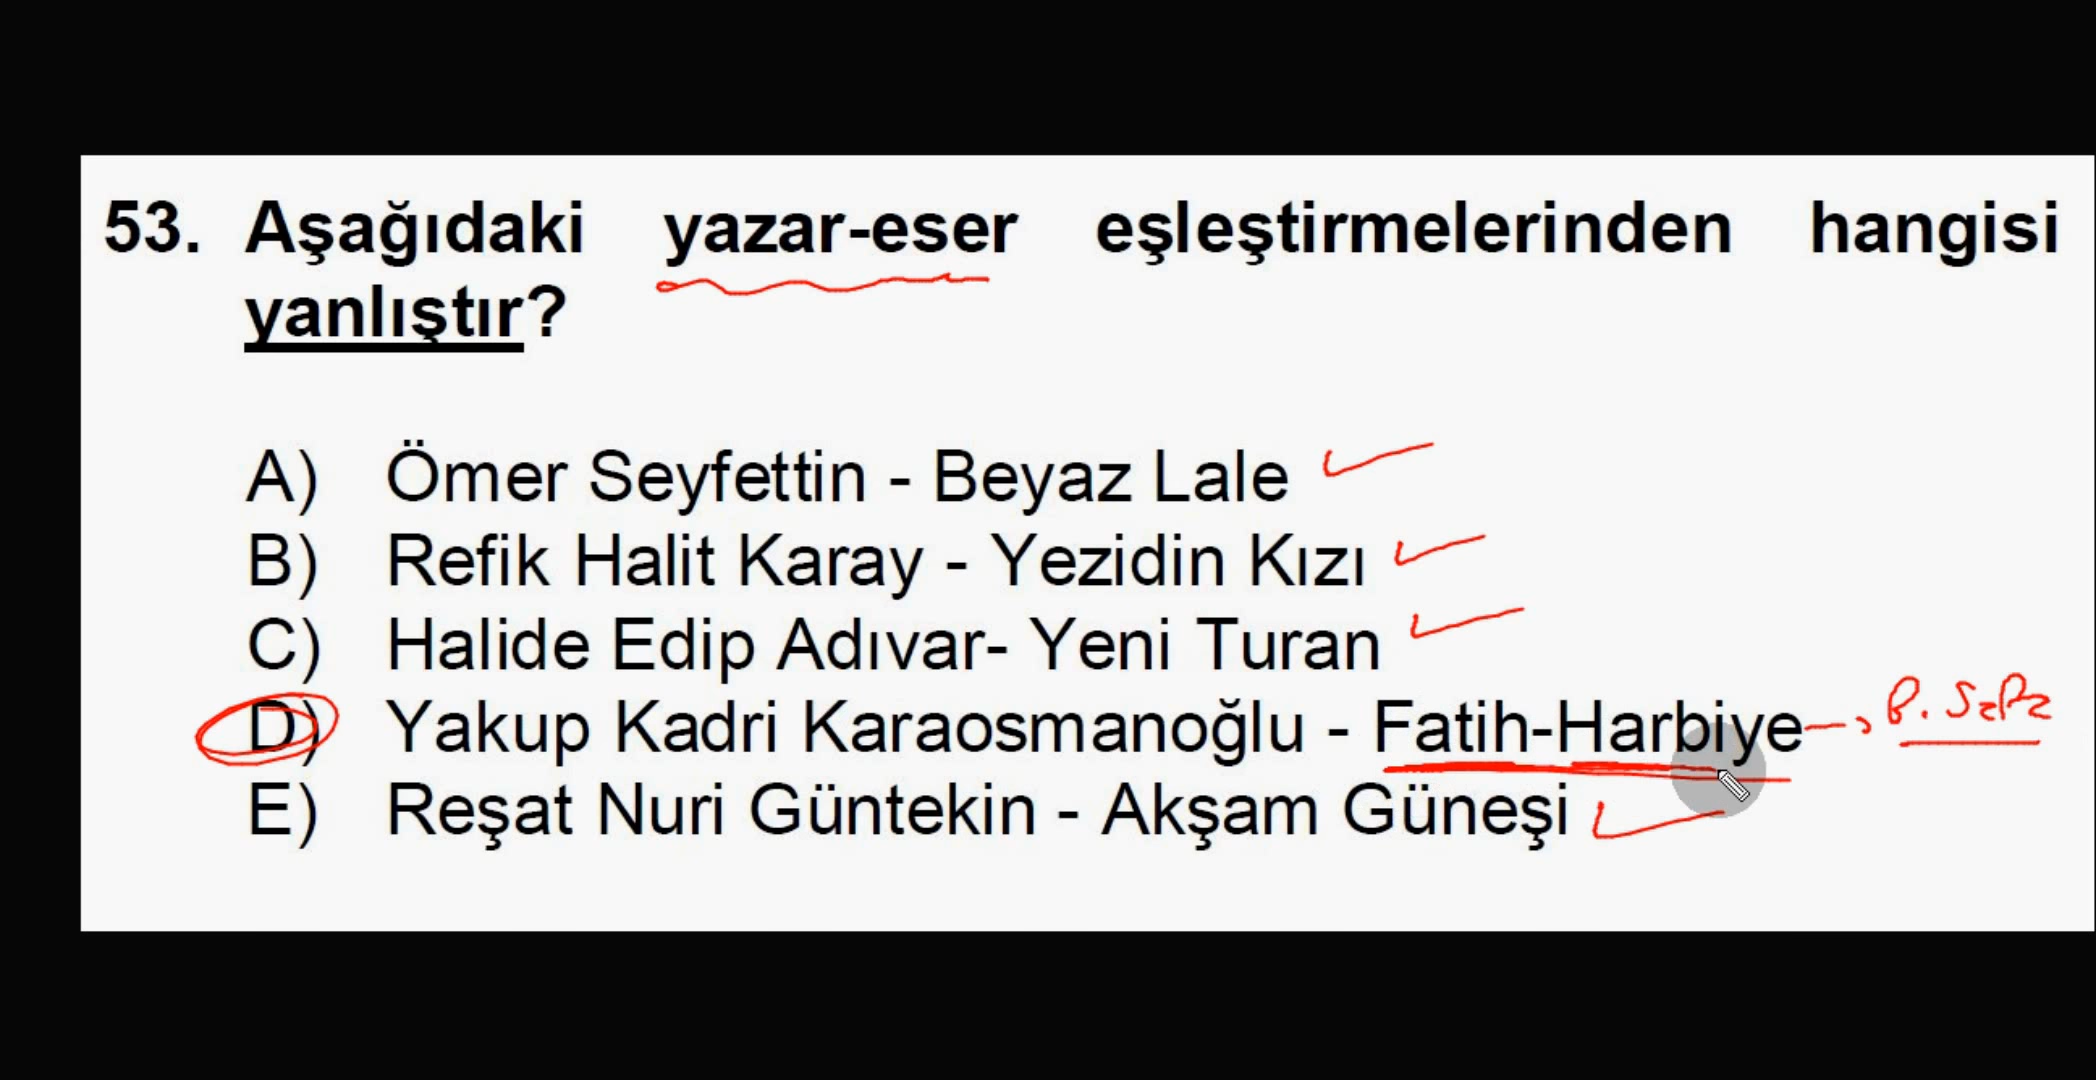 53. Aşağıdaki yazar-eser eşleştirmelerinden hangisi
yanlıştır?
A) Ömer Seyfettin - Beyaz Lale
B) Refik Halit Karay - Yezidin Kızı
C) Halide Edip Adıvar- Yeni Turan
D) Yakup Kadri Karaosmanoğlu - Fatih-Harbiye
E) Reşat Nuri Güntekin - Akşam Güneşi